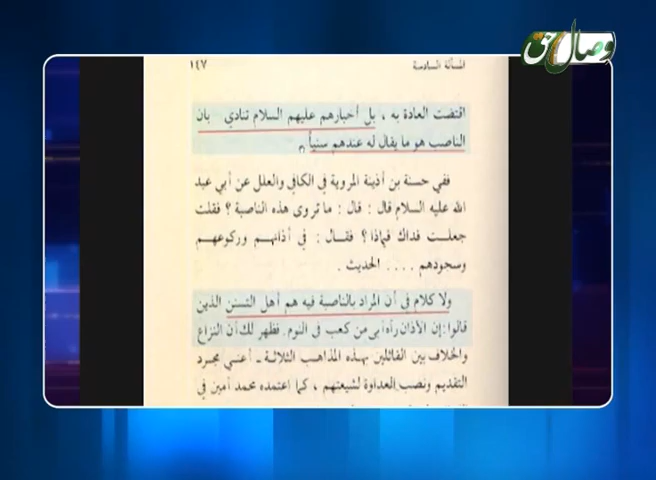 وصال حق
المسألة السادسة
١٤٧
اقتضت العادة به ، بل أخبارهم عليهم السلام تنادي بأن
الناصب هو ما يقال له عندهم سنياً ،
ففي حسنة بن أذينة المروية في الكافي والعلل عن أبي عبد
الله عليه السلام قال : قال : ما تروى هذه الناصبة ؟ فقلت
جعلت فداك فيماذا ؟ فقال : في أذانهم وركوعهم
وسجودهم .... الحديث .
ولا كلام في أن المراد بالناصبة فيه هم أهل التسنن الذين
قالوا : إن الأذان رآه أبى من كعب في النوم . فظهر لك أن النزاع
والخلاف بين القائلين بهذه المذاهب الثلاثة - أعني مجرد
التقديم ونصب العداوة لشيعتهم ، كما اعتمده محمد أمين في